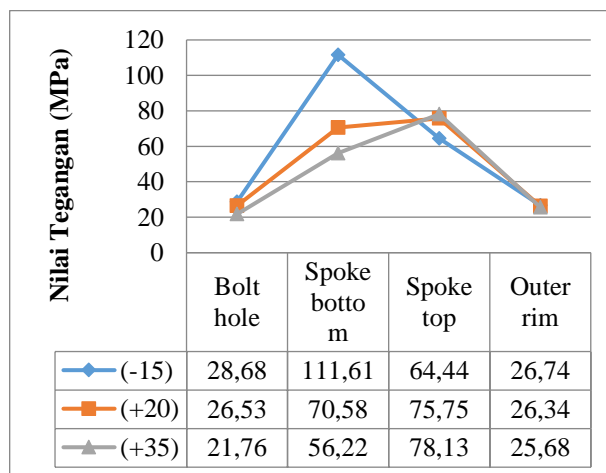 Nilai Tegangan (MPa)
120
100
80
60
40
20
0
Bolt hole
Spoke botto m
Spoke top
Outer rim
(-15) 28,68 111,61 64,44 26,74
(+20) 26,53 70,58 75,75 26,34
(+35) 21,76 56,22 78,13 25,68